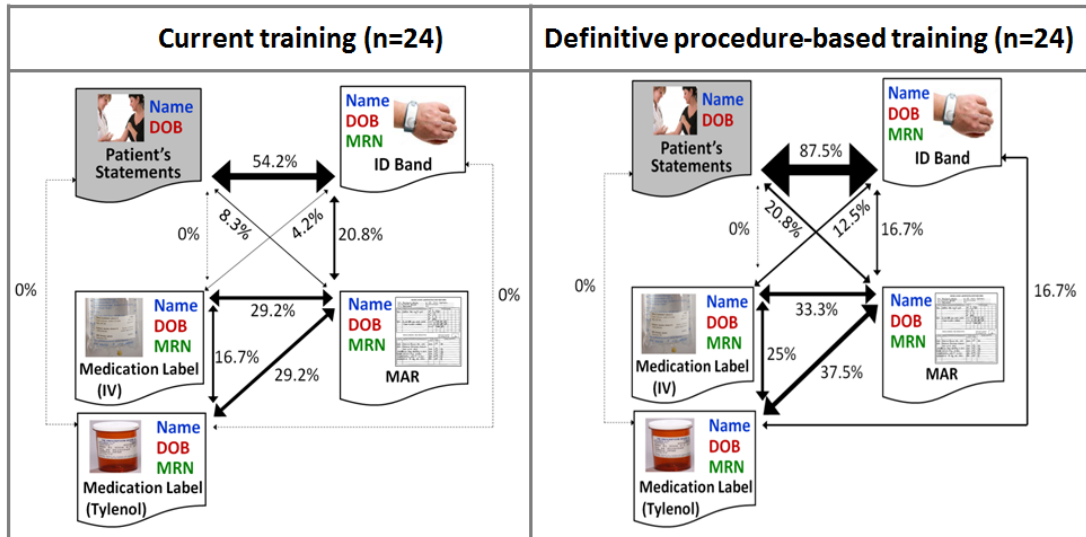 Current training (n=24)
Name
DOB
Patient's
Statements
Name
DOB
MRN
ID Band
54.2%
8.3%
4.2%
0%
20.8%
0%
0%
Name
DOB
MRN
Medication Label
(IV)
29.2%
16.7%
29.2%
Name
DOB
MRN
MAR
Name
DOB
MRN
Medication Label
(Tylenol)
Definitive procedure-based training (n=24)
Name
DOB
Patient's
Statements
Name
DOB
MRN
ID Band
87.5%
20.8%
12.5%
0%
16.7%
0%
16.7%
Name
DOB
MRN
Medication Label
(IV)
33.3%
25%
37.5%
Name
DOB
MRN
MAR
Name
DOB
MRN
Medication Label
(Tylenol)